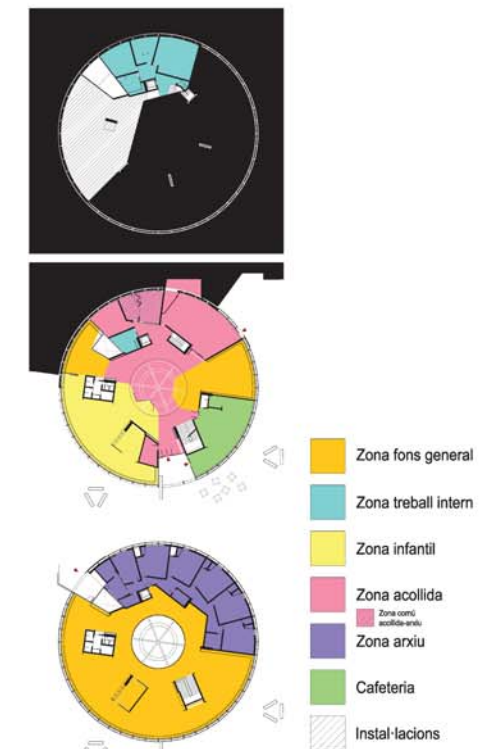 Zona fons general
Zona treball intern
Zona infantil
Zona acollida
Zona comú
acollida-arxiu
Zona arxiu
Cafeteria
Instal·lacions